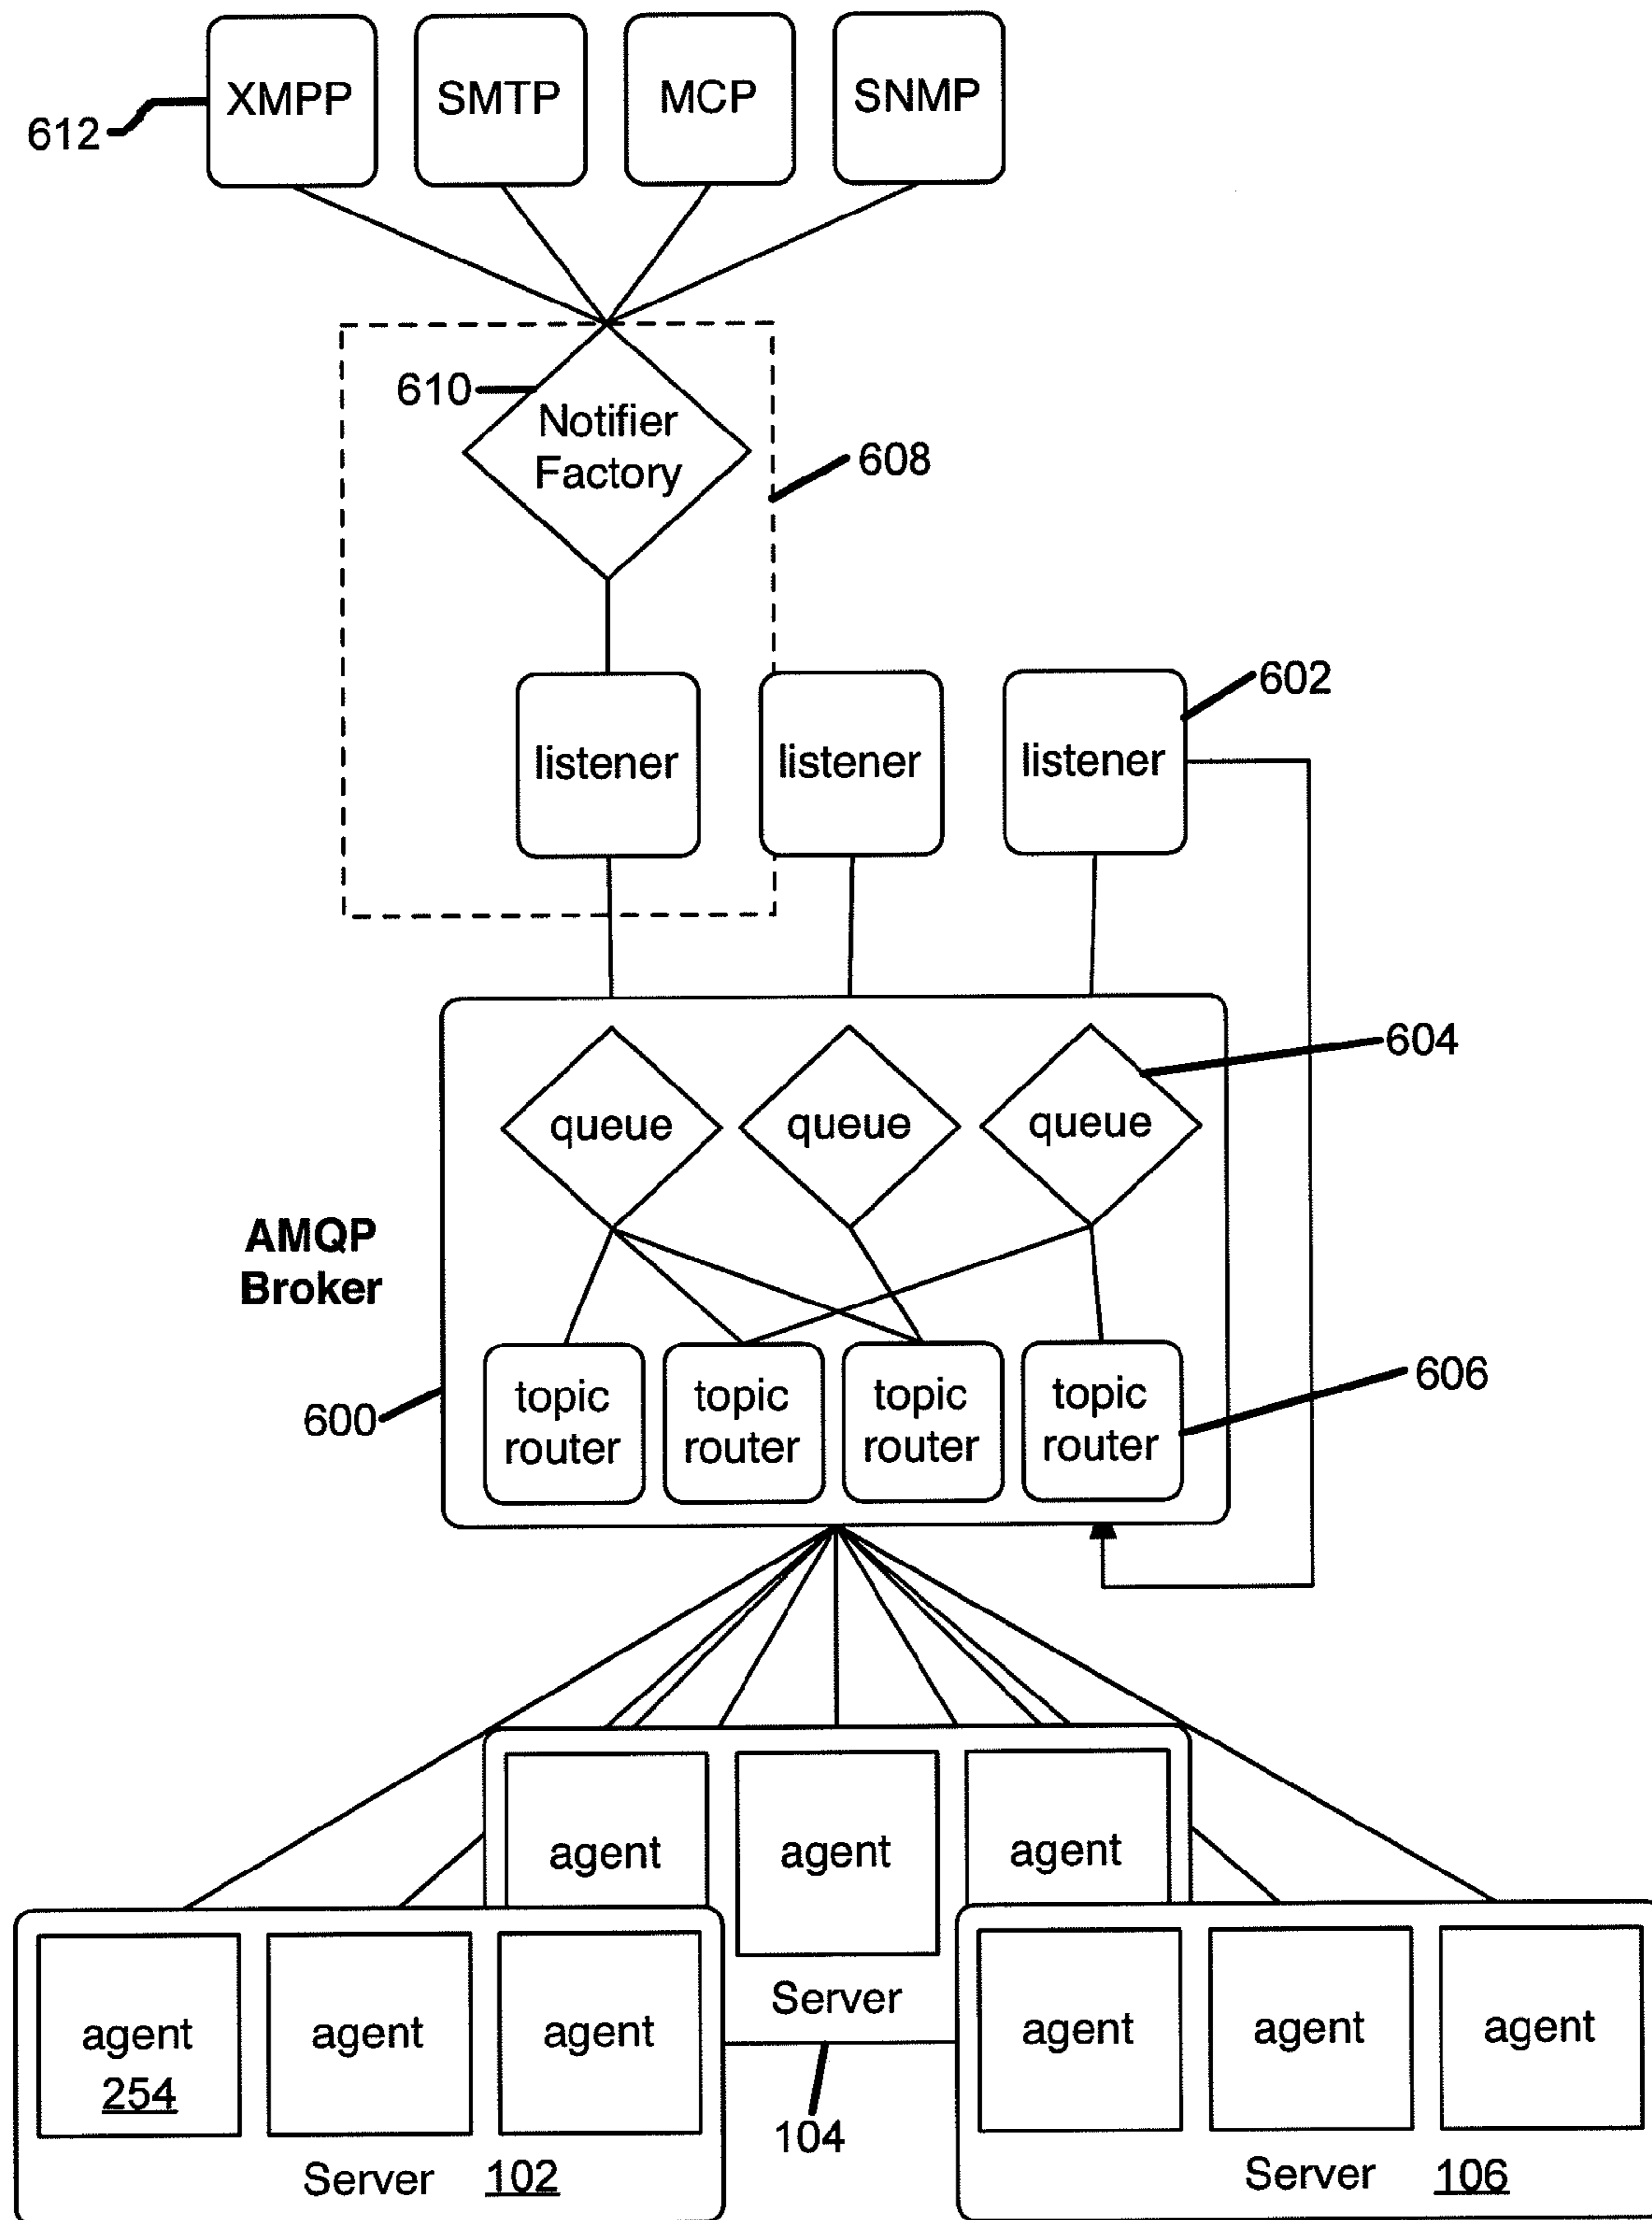 XMPP SMTP MCP SNMP
612
610
Notifier
Factory
608
602
listener listener listener
604
queue queue queue
AMQP
Broker
606
topic topic topic topic
router router router router
600
agent agent agent
Server
agent agent agent
254
agent agent agent
104
Server 102
Server 106